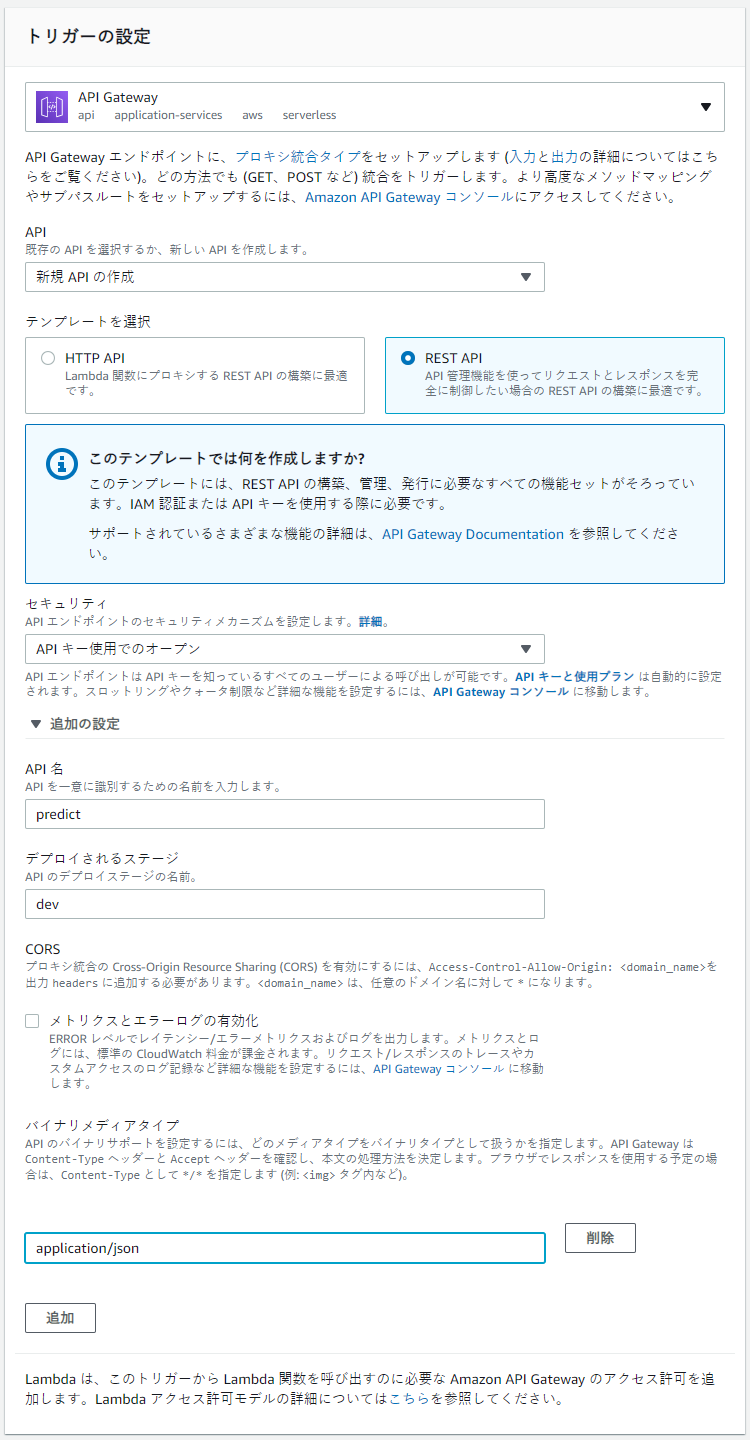 トリガーの設定
API Gateway
api application-services aws serverless
API Gateway エンドポイントに、プロキシ統合タイプをセットアップします (入力と出力の詳細についてはこち
らをご覧ください)。どの方法でも (GET、POST など) 統合をトリガーします。より高度なメソッドマッピング
やサブパスルートをセットアップするには、Amazon API Gateway コンソールにアクセスしてください。
API
既存の API を選択するか、新しい API を作成します。
新規 API の作成
テンプレートを選択
HTTP API
Lambda 関数にプロキシする REST API の構築に最適
です。
REST API
API 管理機能を使ってリクエストとレスポンスを完
全に制御したい場合の REST API の構築に最適です。
このテンプレートでは何を作成しますか?
このテンプレートには、REST API の構築、管理、発行に必要なすべての機能セットがそろってい
ます。IAM 認証または API キーを使用する際に必要です。
サポートされているさまざまな機能の詳細は、API Gateway Documentation を参照してくださ
い。
セキュリティ
API エンドポイントのセキュリティメカニズムを設定します。詳細。
API キー使用でのオープン
API エンドポイントは API キーを知っているすべてのユーザーによる呼び出しが可能です。API キーと使用プラン は自動的に設定
されます。スロットリングやクォータ制限など詳細な機能を設定するには、API Gateway コンソール に移動します。
追加の設定
API 名
API を一意に識別するための名前を入力します。
predict
デプロイされるステージ
API のデプロイステージの名前。
dev
CORS
プロキシ統合の Cross-Origin Resource Sharing (CORS) を有効にするには、Access-Control-Allow-Origin: <domain_name>を
出力 headers に追加する必要があります。<domain_name> は、任意のドメイン名に対して * になります。
メトリクスとエラーログの有効化
ERROR レベルでレイテンシー/エラーメトリクスおよびログを出力します。メトリクスとロ
グには、標準の CloudWatch 料金が課金されます。リクエスト/レスポンスのトレースやカ
スタムアクセスのログ記録など詳細な機能を設定するには、API Gateway コンソール に移動
します。
バイナリメディアタイプ
API のバイナリサポートを設定するには、どのメディアタイプをバイナリタイプとして扱うかを指定します。API Gateway は
Content-Type ヘッダーと Accept ヘッダーを確認し、本文の処理方法を決定します。ブラウザでレスポンスを使用する予定の場
合は、Content-Type として */* を指定します (例: <img> タグ内など)。
application/json
削除
追加
Lambda は、このトリガーから Lambda 関数を呼び出すのに必要な Amazon API Gateway のアクセス許可を追
加します。Lambda アクセス許可モデルの詳細についてはこちらを参照してください。